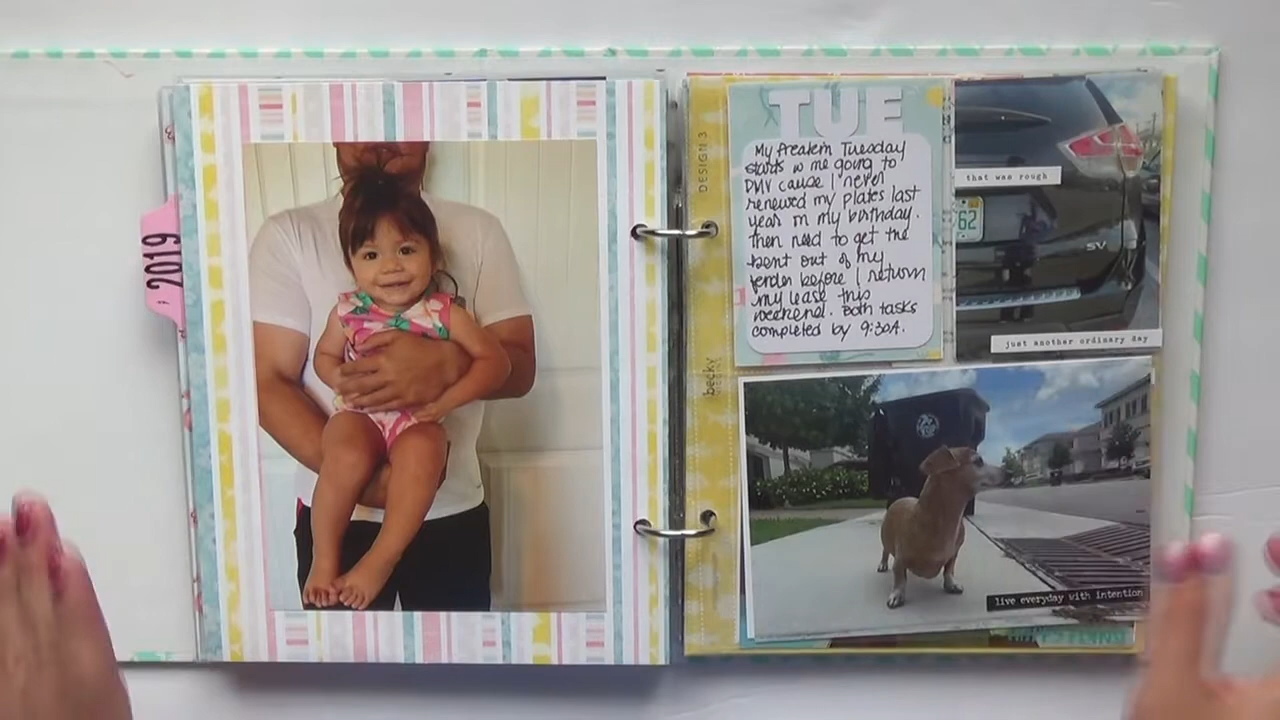 2019
DESIGN 3
becky
TUE
My freakin Tuesday
starts w me going to
DMV cause I never
renewed my plates last
year on my birthday.
then need to get the
bent out of my
fender before I return
my lease this
weekend. Both tasks
completed by 9:30A.
that was rough
62
SV
just another ordinary day
live everyday with intention